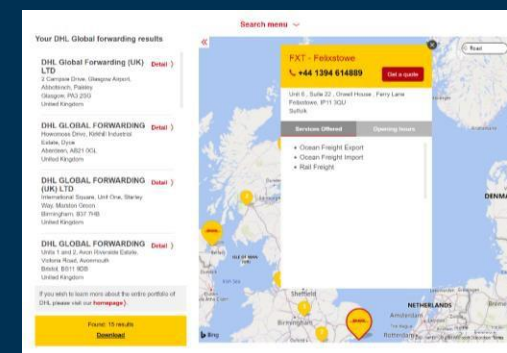 Search menu
Your DHL Global forwarding results
DHL Global Forwarding (UK) LTD
Detail
2 Campsie Drive, Glasgow Airport,
Abbotsinch, Paisley
Glasgow, PA3 2SG
United Kingdom
DHL GLOBAL FORWARDING
Detail
Howemoss Drive, Kirkhill Industrial
Estate, Dyce
Aberdeen, AB21 0GL
United Kingdom
DHL GLOBAL FORWARDING (UK) LTD
Detail
International Square, Unit One, Starley
Way, Marston Green
Birmingham, B37 7HB
United Kingdom
DHL GLOBAL FORWARDING
Detail
Units 1 and 2, Avon Riverside Estate,
Victoria Road, Avonmouth
Bristol, BS11 9DB
United Kingdom
If you wish to learn more about the entire portfolio of
DHL please visit our homepage
Found: 15 results
Download
FXT - Felixstowe
+44 1394 614889
Get a quote
Unit 6, Suite 22, Orwell House, Ferry Lane
Felixstowe, IP11 3QU
Suffolk
Services Offered
Opening hours
Ocean Freight Export
Ocean Freight Import
Rail Freight
Road
DENMA
ISLE OF MAN
Sheffield
Birmingham
NETHERLANDS
Amsterdam
Rotterdam
Breme
Bing